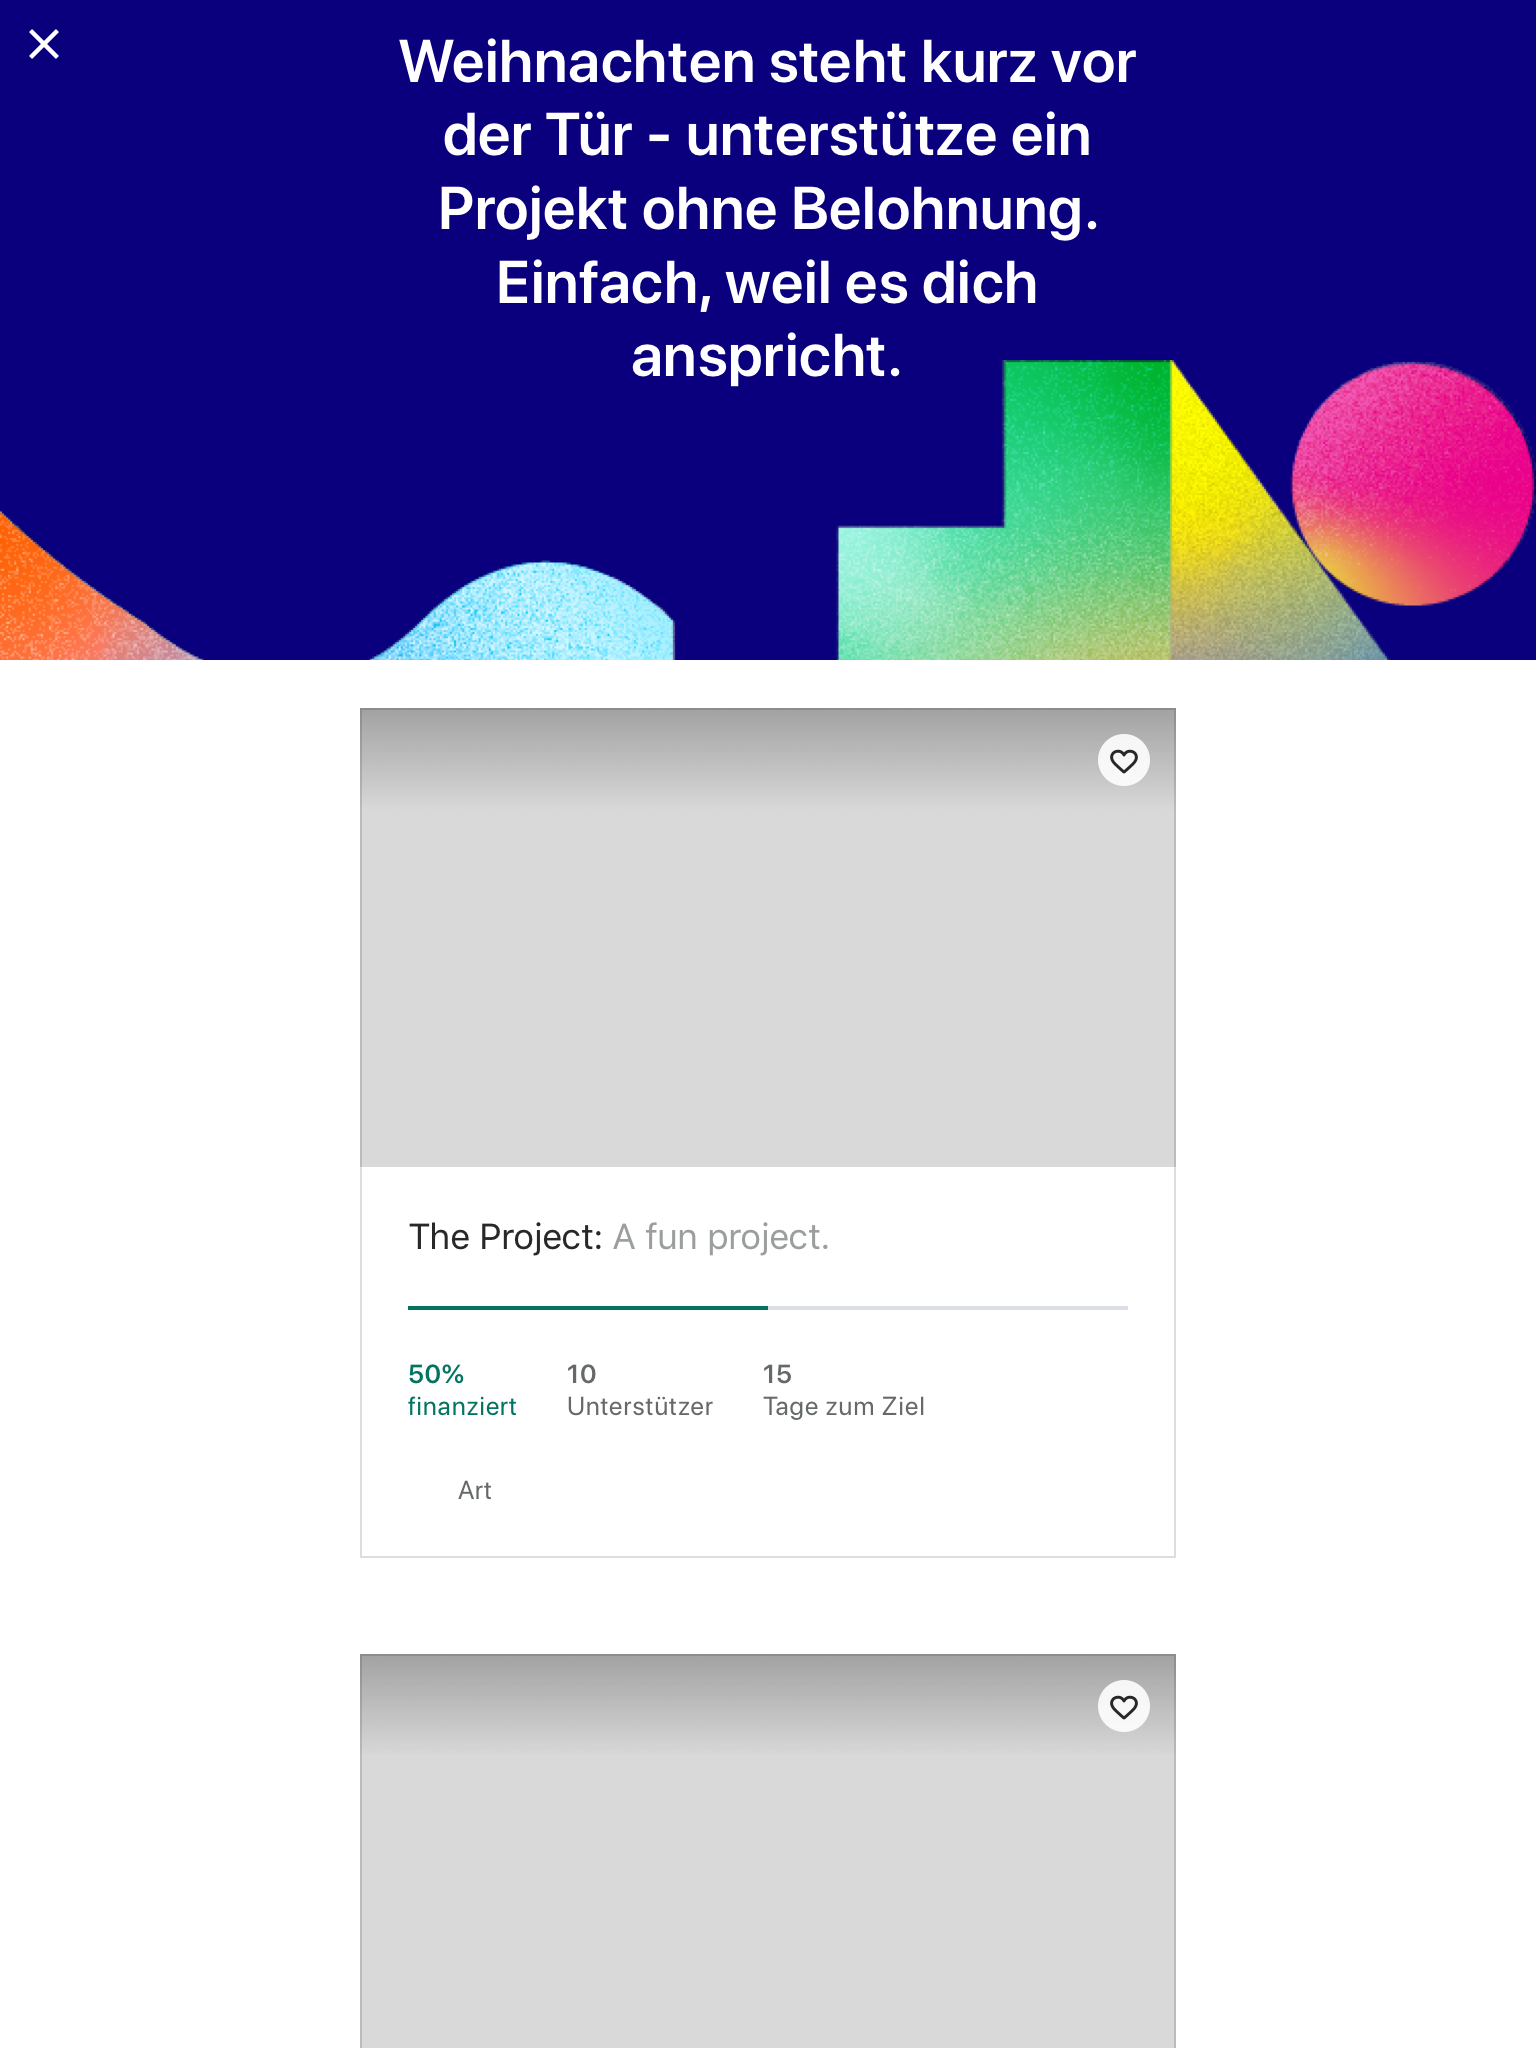 Weihnachten steht kurz vor
der Tür - unterstütze ein
Projekt ohne Belohnung.
Einfach, weil es dich
anspricht.
The Project: A fun project.
50%
finanziert
10
Unterstützer
15
Tage zum Ziel
Art